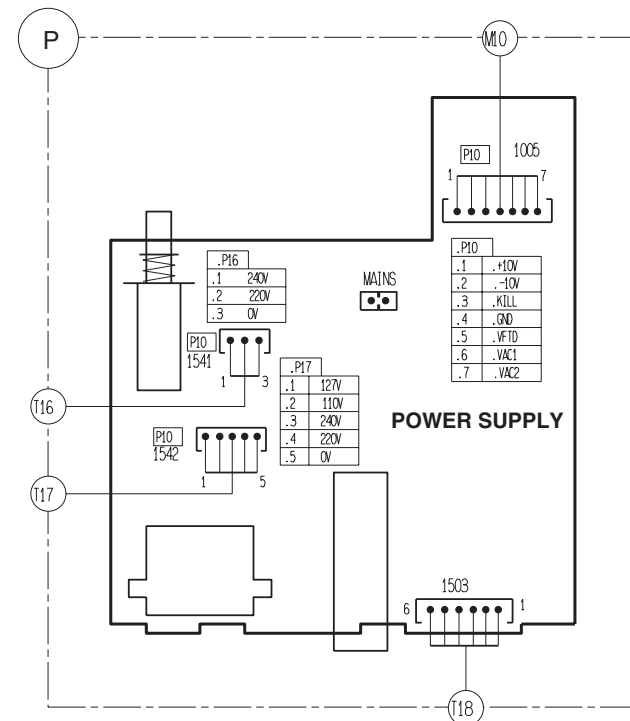 P
M10
P10 1005
1 7
.P10
.1 .+10V
.2 .-10V
.3 .KILL
.4 .GND
.5 .VFTD
.6 .VAC1
.7 .VAC2
.P16
.1 240V
.2 220V
.3 0V
MAINS
P10
1541
1 3
.P17
.1 127V
.2 110V
.3 240V
.4 220V
.5 0V
T16
POWER SUPPLY
P10
1542
1 5
T17
1503
6 1
T18